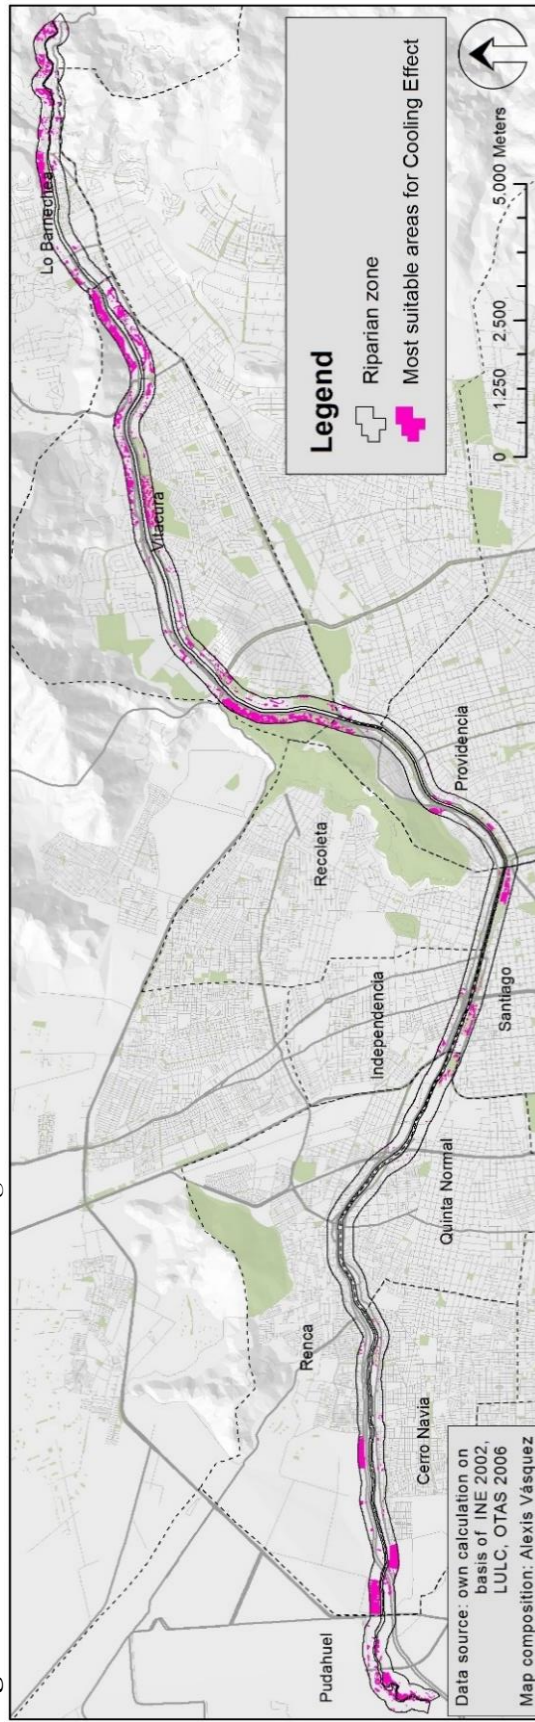 Lo Barnechea
Vitacura
Providencia
Recoleta
Independencia
Santiago
Quinta Normal
Renca
Cerro Navia
Pudahuel
Legend
Riparian zone
Most suitable areas for Cooling Effect
0 1.250 2.500 5.000 Meters
Data source: own calculation on
basis of INE 2002,
LULC, OTAS 2006
Map composition: Alexis Vásquez